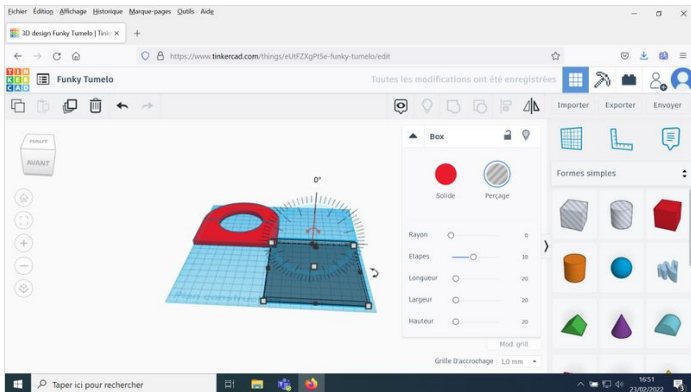 Fichier Édition Affichage Historique Marque-pages Outils Aide
3D design Funky Tumelo | Tink
https://www.tinkercad.com/things/eUtFZXgPt5e-funky-tumelo/edit
TIN
KER
CAD
Funky Tumelo
Toutes les modifications ont été enregistrées
Importer Exporter Envoyer
HAUT
AVANT
0°
Box
Solide Perçage
Rayon 0
Etapes 10
Longueur 20
Largeur 20
Hauteur 20
Mod. grill
Grille D'accrochage 1,0 mm
Formes simples
Taper ici pour rechercher
16:51
23/02/2022